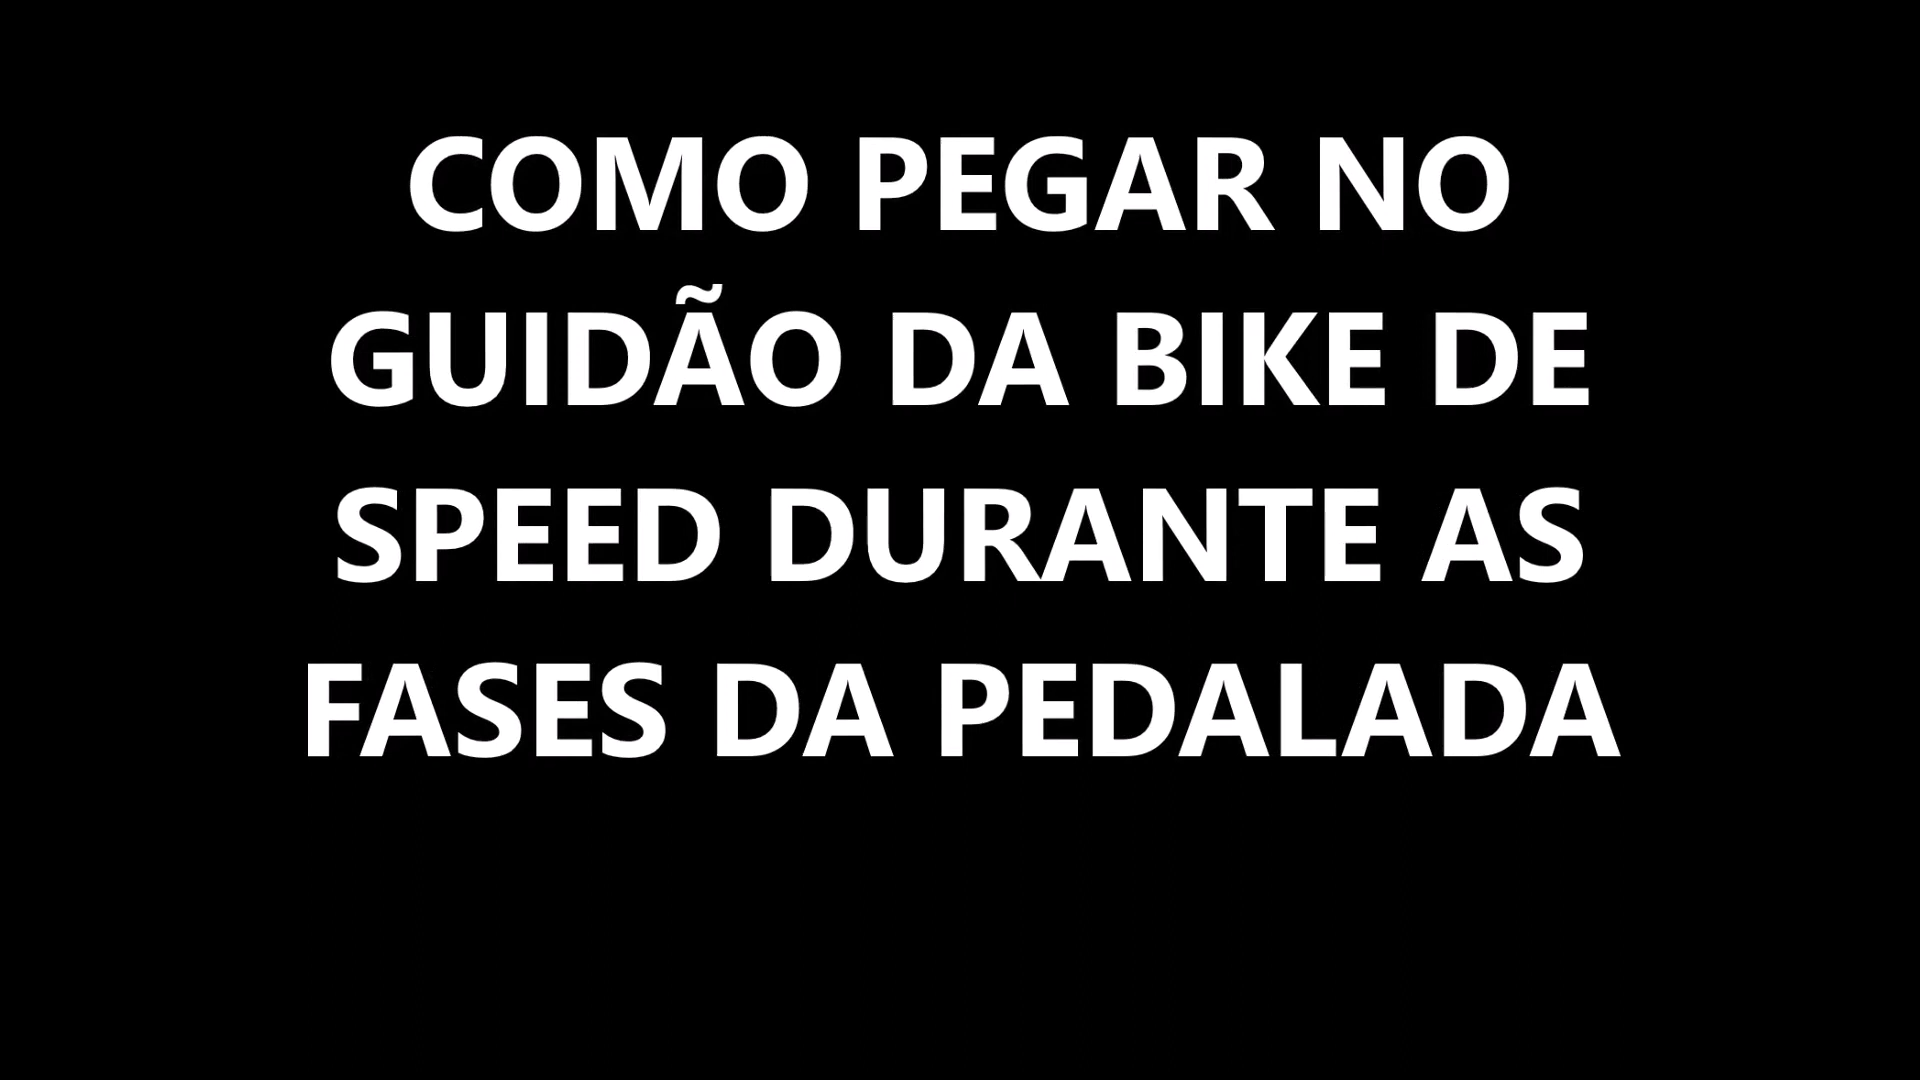 COMO PEGAR NO
GUIDÃO DA BIKE DE
SPEED DURANTE AS
FASES DA PEDALADA